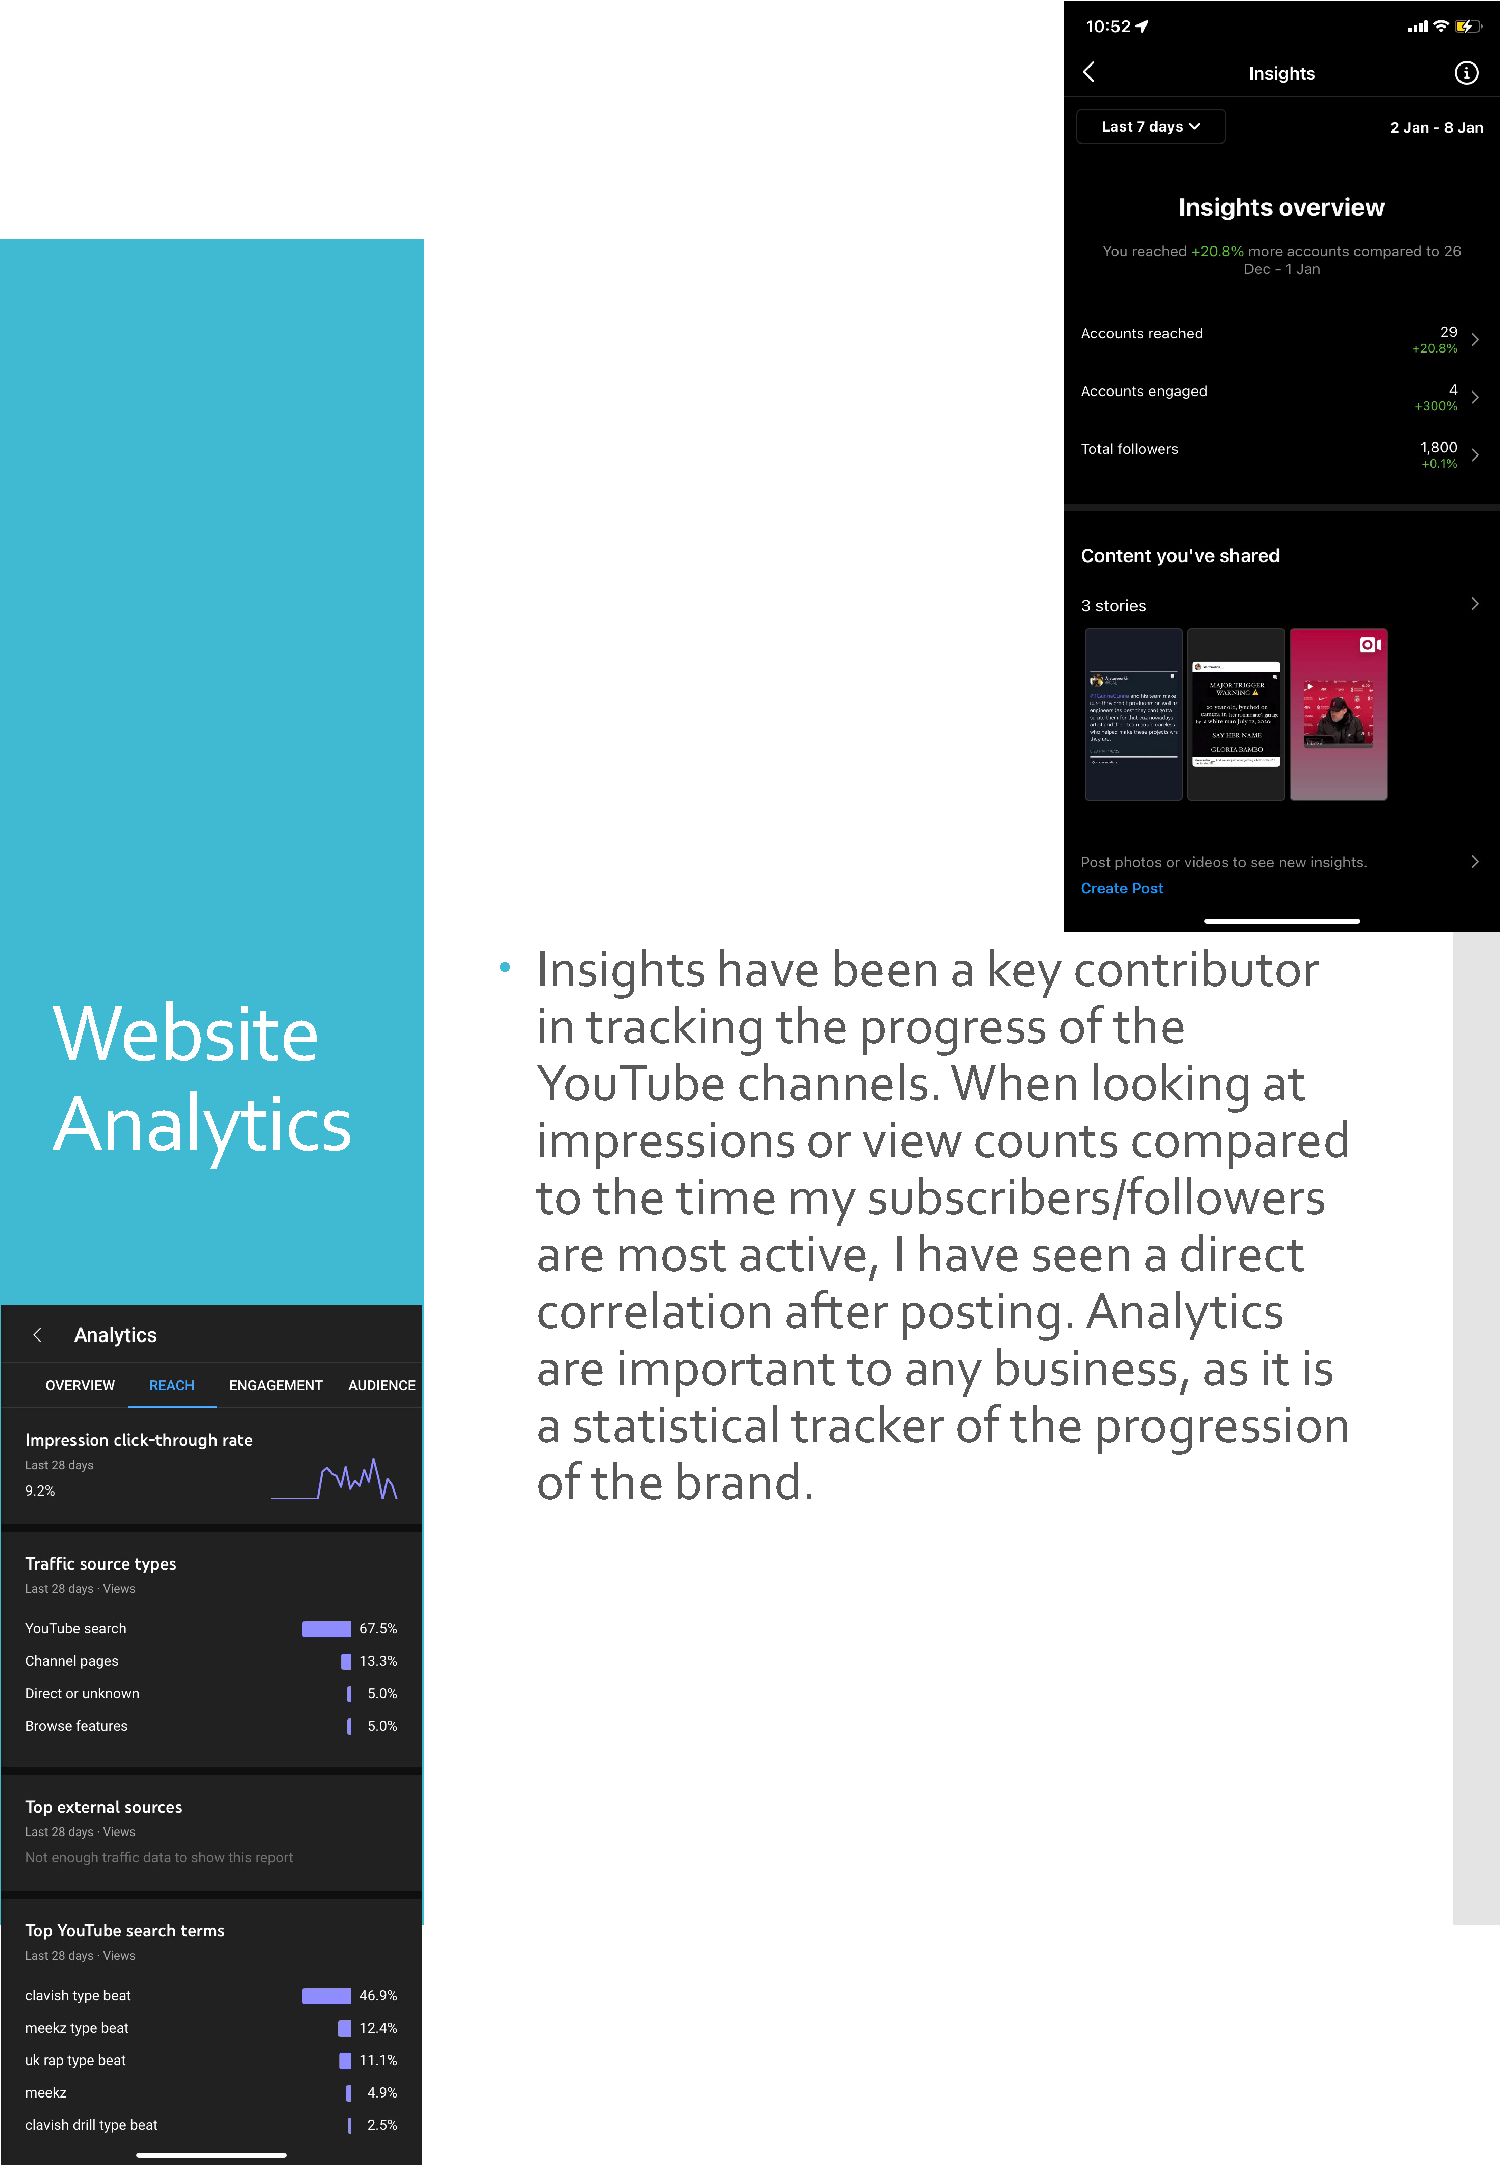 10:52
Insights
Last 7 days
2 Jan - 8 Jan
Insights overview
You reached +20.8% more accounts compared to 26
Dec - 1 Jan
Accounts reached
29
+20.8%
Accounts engaged
4
+300%
Total followers
1,800
+0.1%
Content you've shared
3 stories
MAJOR TRIGGER
WARNING ⚠
SAY HER NAME
GLORIA BAMBO
Post photos or videos to see new insights.
Create Post
Website
Analytics
• Insights have been a key contributor
in tracking the progress of the
YouTube channels. When looking at
impressions or view counts compared
to the time my subscribers/followers
are most active, I have seen a direct
correlation after posting. Analytics
are important to any business, as it is
a statistical tracker of the progression
of the brand.
Analytics
OVERVIEW REACH ENGAGEMENT AUDIENCE
Impression click-through rate
Last 28 days
9.2%
Traffic source types
Last 28 days · Views
YouTube search 67.5%
Channel pages 13.3%
Direct or unknown 5.0%
Browse features 5.0%
Top external sources
Last 28 days · Views
Not enough traffic data to show this report
Top YouTube search terms
Last 28 days · Views
clavish type beat 46.9%
meekz type beat 12.4%
uk rap type beat 11.1%
meekz 4.9%
clavish drill type beat 2.5%